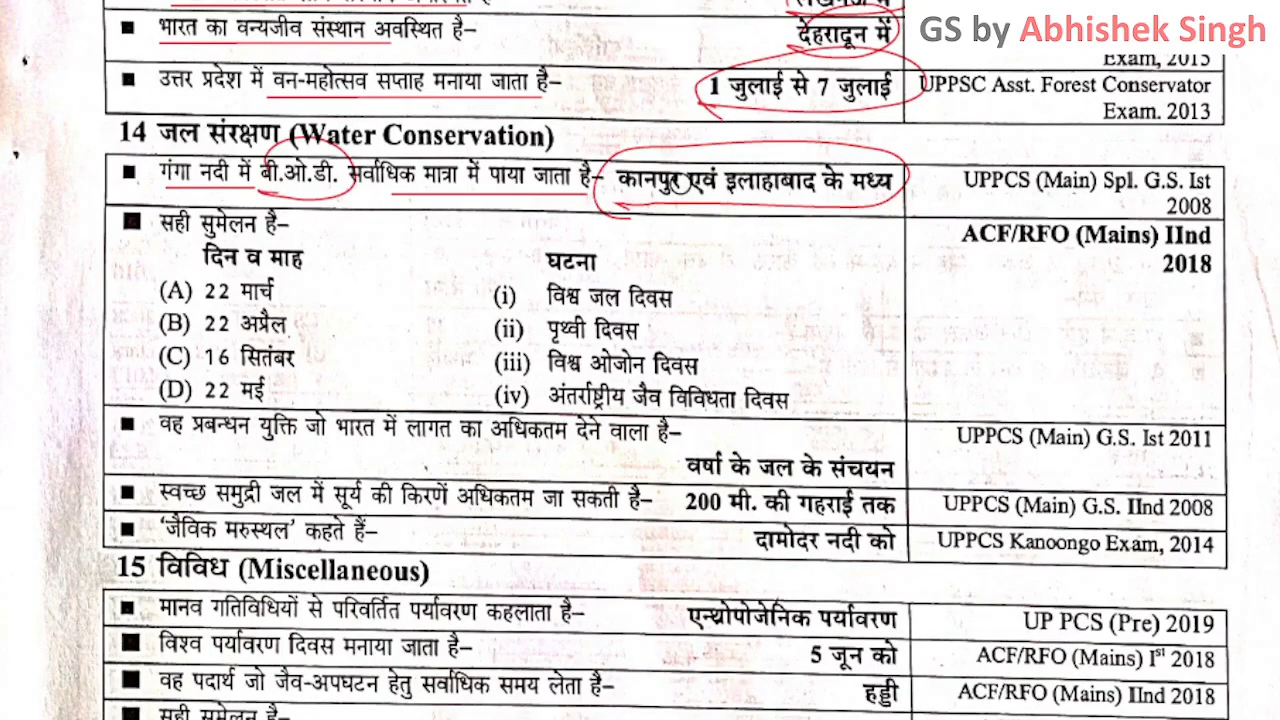 लखनऊ में
भारत का वन्यजीव संस्थान अवस्थित है– देहरादून में GS by Abhishek Singh
Exam, 2015
उत्तर प्रदेश में वन-महोत्सव सप्ताह मनाया जाता है– 1 जुलाई से 7 जुलाई UPPSC Asst. Forest Conservator
Exam. 2013
14 जल संरक्षण (Water Conservation)
गंगा नदी में बी.ओ.डी. सर्वाधिक मात्रा में पाया जाता है– कानपुर एवं इलाहाबाद के मध्य UPPCS (Main) Spl. G.S. Ist
2008
सही सुमेलन है– ACF/RFO (Mains) IInd
2018
दिन व माह घटना
(A) 22 मार्च (i) विश्व जल दिवस
(B) 22 अप्रैल (ii) पृथ्वी दिवस
(C) 16 सितंबर (iii) विश्व ओजोन दिवस
(D) 22 मई (iv) अंतर्राष्ट्रीय जैव विविधता दिवस
वह प्रबन्धन युक्ति जो भारत में लागत का अधिकतम देने वाला है– UPPCS (Main) G.S. Ist 2011
वर्षा के जल के संचयन
स्वच्छ समुद्री जल में सूर्य की किरणें अधिकतम जा सकती है– 200 मी. की गहराई तक UPPCS (Main) G.S. IInd 2008
‘जैविक मरुस्थल’ कहते हैं– दामोदर नदी को UPPCS Kanoongo Exam, 2014
15 विविध (Miscellaneous)
मानव गतिविधियों से परिवर्तित पर्यावरण कहलाता है– एन्थ्रोपोजेनिक पर्यावरण UP PCS (Pre) 2019
विश्व पर्यावरण दिवस मनाया जाता है– 5 जून को ACF/RFO (Mains) Ist 2018
वह पदार्थ जो जैव-अपघटन हेतु सर्वाधिक समय लेता है– हड्डी ACF/RFO (Mains) IInd 2018
सही सुमेलन है–